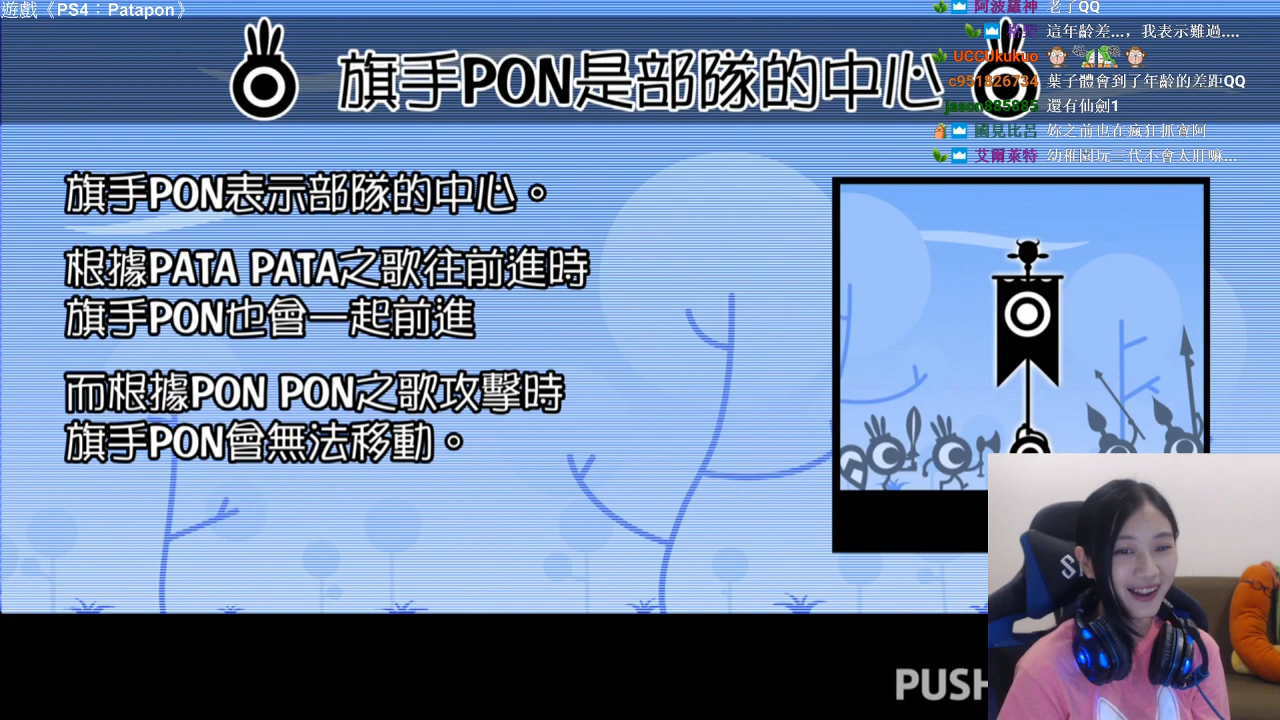 遊戲《PS4：Patapon》
旗手PON是部隊的中心
旗手PON表示部隊的中心。
根據PATA PATA之歌往前進時
旗手PON也會一起前進
而根據PON PON之歌攻擊時
旗手PON會無法移動。
PUSH
阿波羅神 老了QQ
這年齡差...，我表示難過....
UCCUkukuo
c951826734 葉子體會到了年齡的差距QQ
jason885885 還有仙劍1
國見比呂 妳之前也在瘋狂抓寶阿
艾爾萊特 幼稚園玩二代不會太肝嘛...